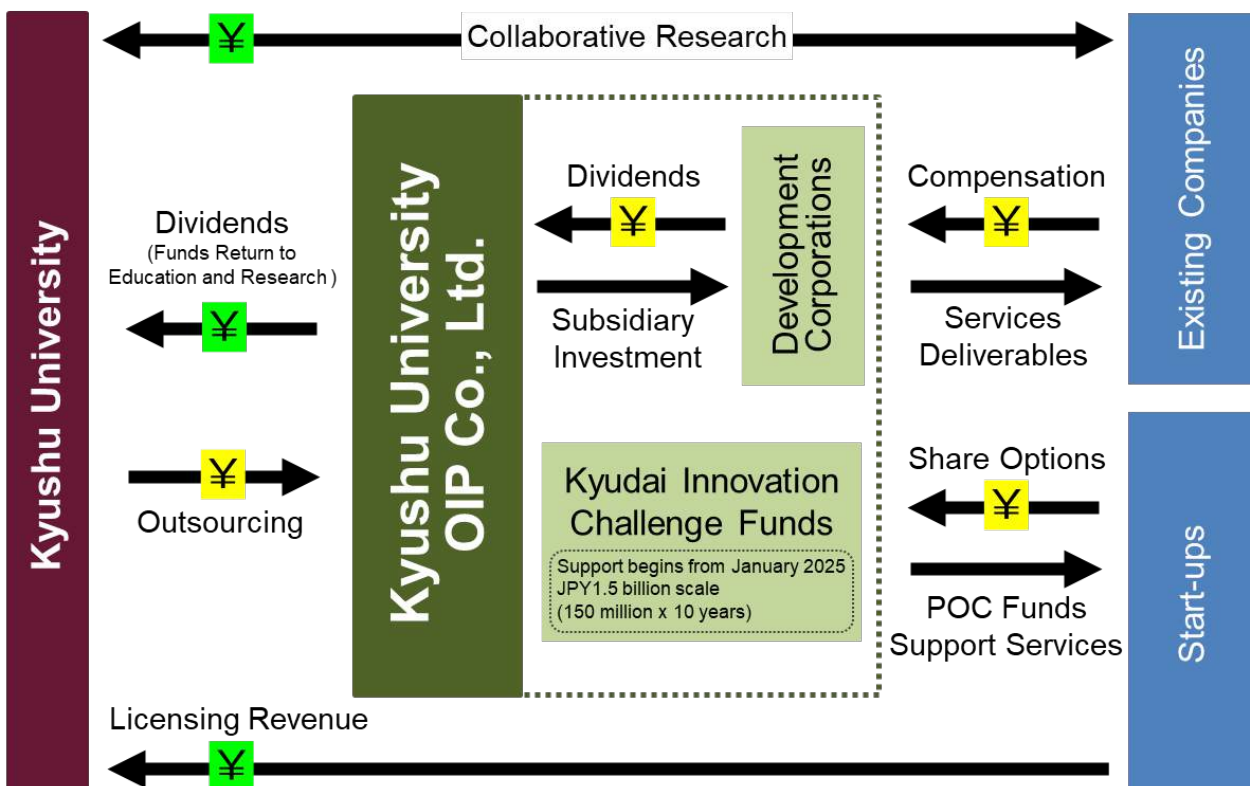 Kyushu University
¥
Collaborative Research
Existing Companies
Kyushu University
OIP Co., Ltd.
Dividends
(Funds Return to
Education and Research)
¥
¥
Outsourcing
Dividends
¥
Subsidiary
Investment
Development
Corporations
Compensation
¥
Services
Deliverables
Kyudai Innovation
Challenge Funds
Support begins from January 2025
JPY1.5 billion scale
(150 million x 10 years)
Share Options
¥
POC Funds
Support Services
Start-ups
Licensing Revenue
¥